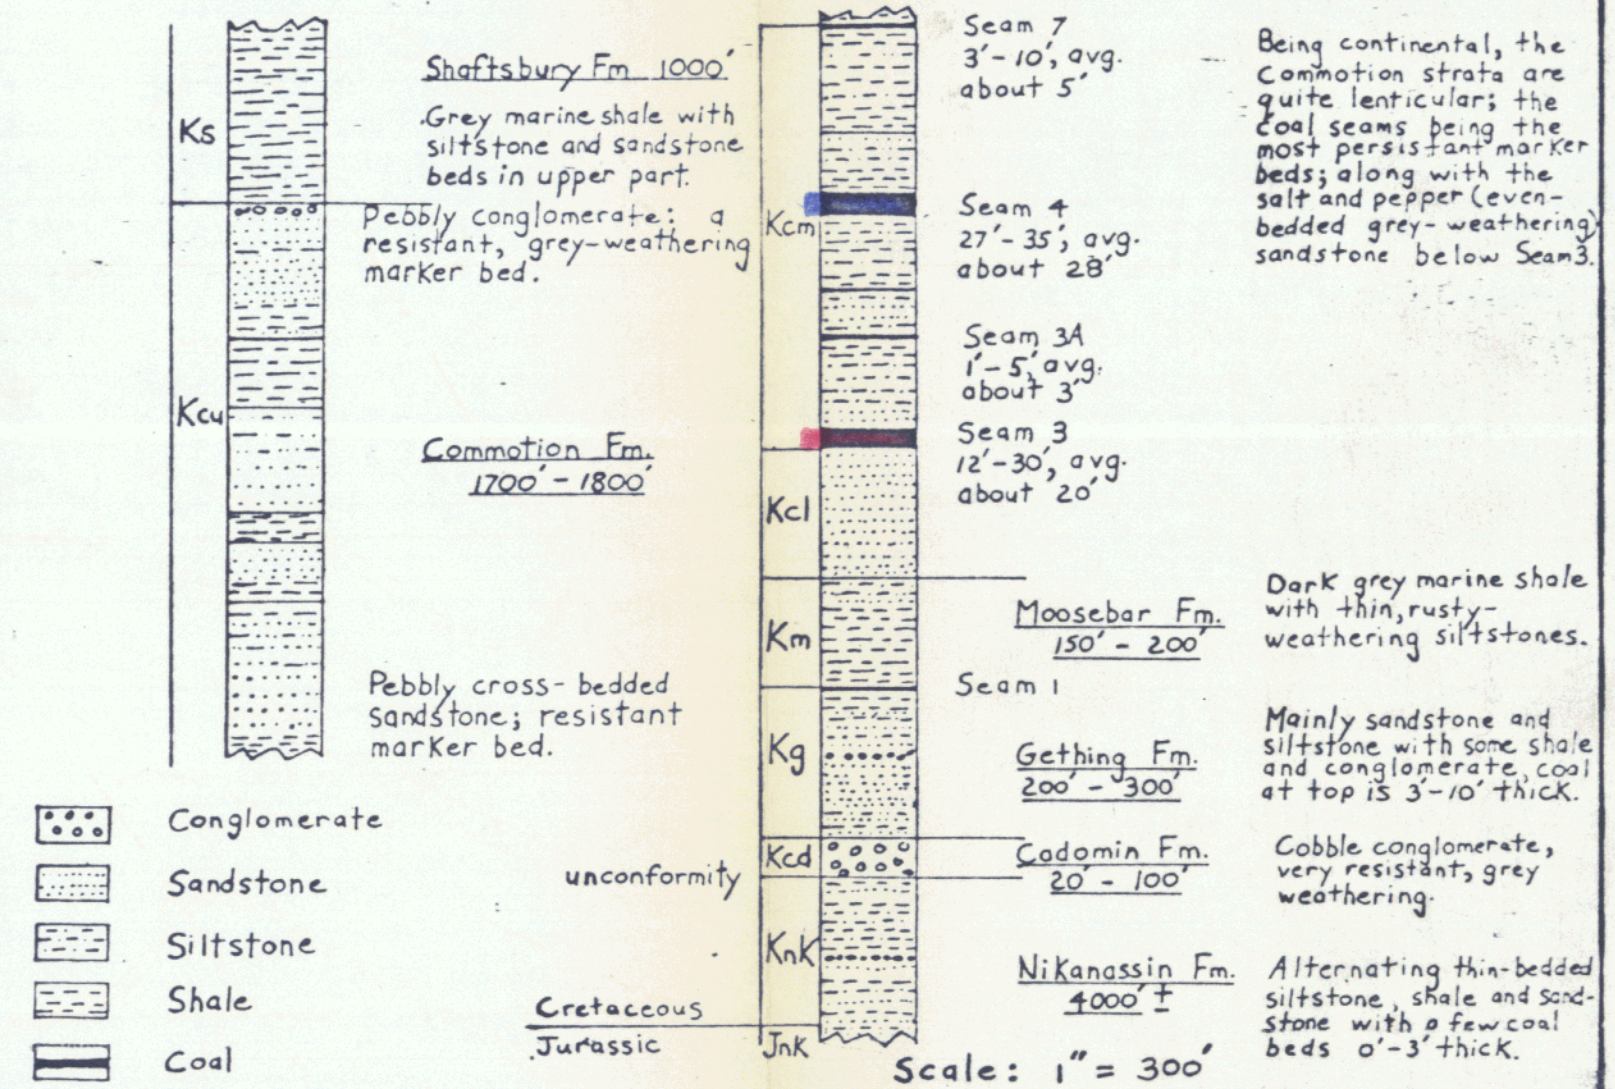 Ks
Shaftsbury Fm 1000'
Grey marine shale with
siltstone and sandstone
beds in upper part.
Pebbly conglomerate: a
resistant, grey-weathering
marker bed.
Kcu
Commotion Fm.
1700' - 1800'
Pebbly cross-bedded
sandstone; resistant
marker bed.
Conglomerate
Sandstone
Siltstone
Shale
Coal
unconformity
Cretaceous
Jurassic
Kcm
Kcl
Km
Kg
Kcd
Knk
Jnk
Seam 7
3'-10', avg.
about 5'
Seam 4
27'-35', avg.
about 28'
Seam 3A
1'-5', avg.
about 3'
Seam 3
12'-30', avg.
about 20'
Moosebar Fm.
150' - 200'
Seam 1
Gething Fm.
200' - 300'
Cadomin Fm.
20' - 100'
Nikanassin Fm.
4000' ±
Scale: 1" = 300'
Being continental, the
Commotion strata are
quite lenticular; the
coal seams being the
most persistant marker
beds; along with the
salt and pepper (even-
bedded grey-weathering)
sandstone below Seam 3.
Dark grey marine shale
with thin, rusty-
weathering siltstones.
Mainly sandstone and
siltstone with some shale
and conglomerate, coal
at top is 3'-10' thick.
Cobble conglomerate,
very resistant, grey
weathering.
Alternating thin-bedded
siltstone, shale and sand-
stone with a few coal
beds 0'-3' thick.